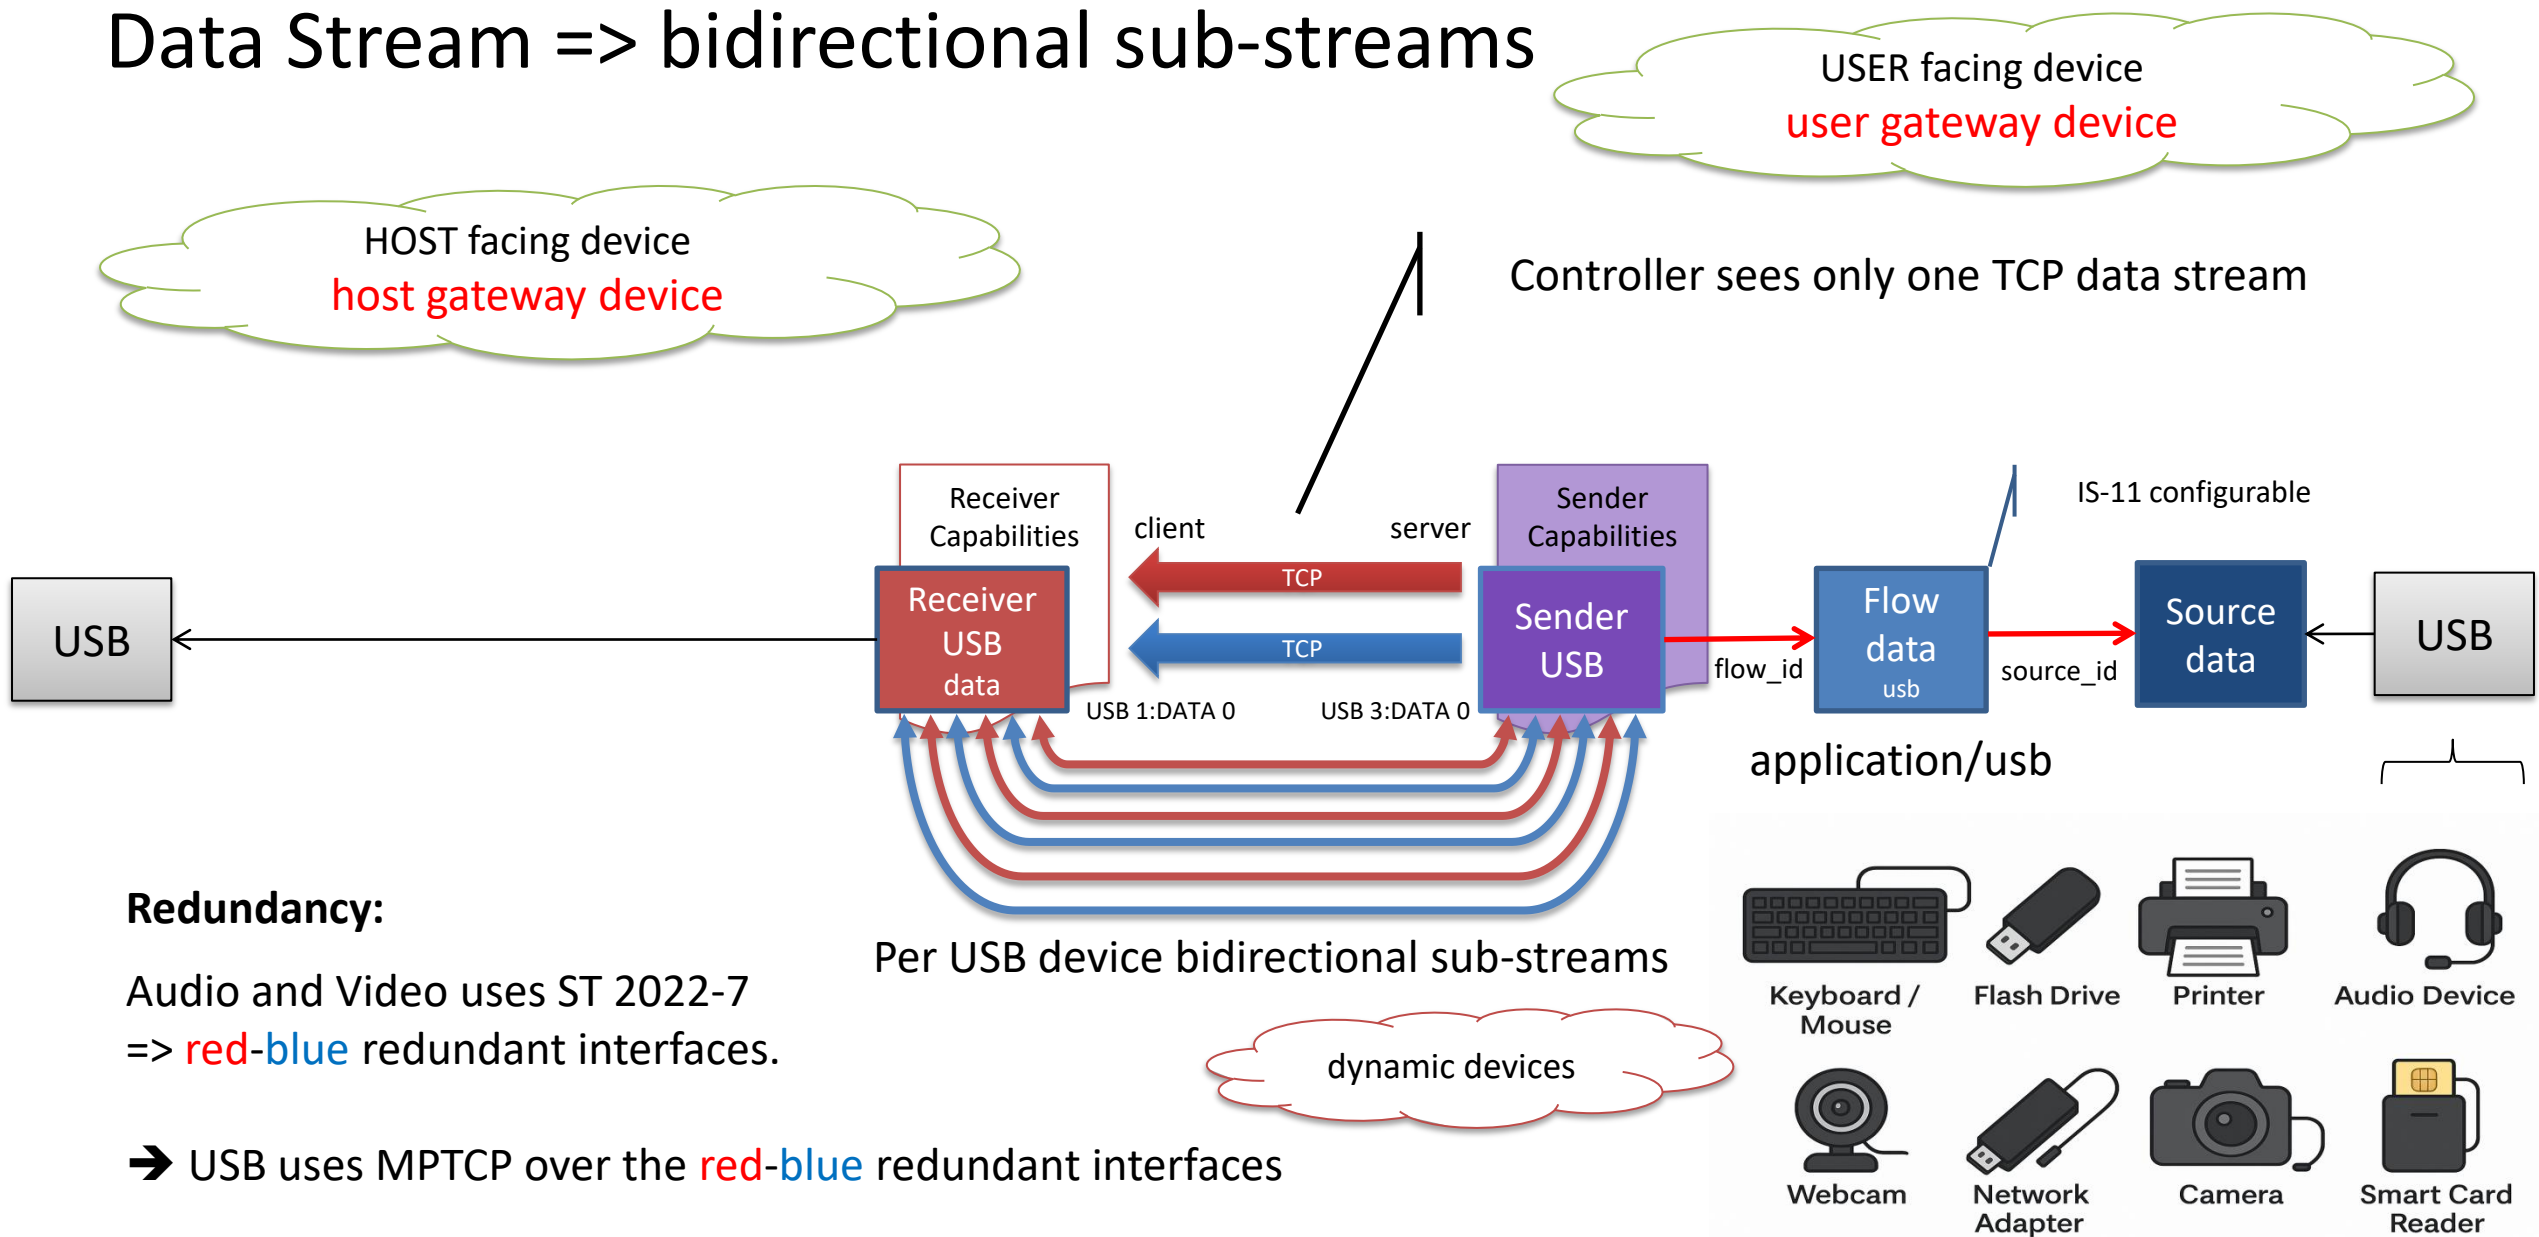 Data Stream => bidirectional sub-streams
USER facing device
user gateway device
HOST facing device
host gateway device
Controller sees only one TCP data stream
Receiver
Capabilities
client
server
Sender
Capabilities
IS-11 configurable
TCP
TCP
USB
Receiver
USB
data
Sender
USB
flow_id
Flow
data
usb
source_id
Source
data
USB
USB 1:DATA 0
USB 3:DATA 0
application/usb
Per USB device bidirectional sub-streams
dynamic devices
Redundancy:
Audio and Video uses ST 2022-7
=> red-blue redundant interfaces.
➔ USB uses MPTCP over the red-blue redundant interfaces
Keyboard /
Mouse
Flash Drive
Printer
Audio Device
Webcam
Network
Adapter
Camera
Smart Card
Reader